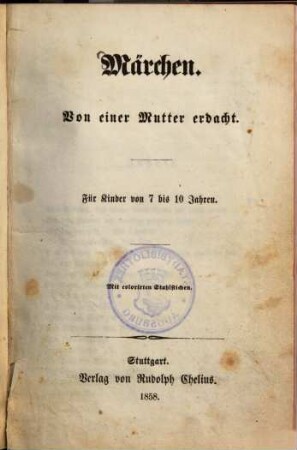 Märchen.
Von einer Mutter erdacht.
Für Kinder von 7 bis 10 Jahren.
Mit colorirten Stahlstichen.
Stuttgart.
Verlag von Rudolph Chelius.
1858.